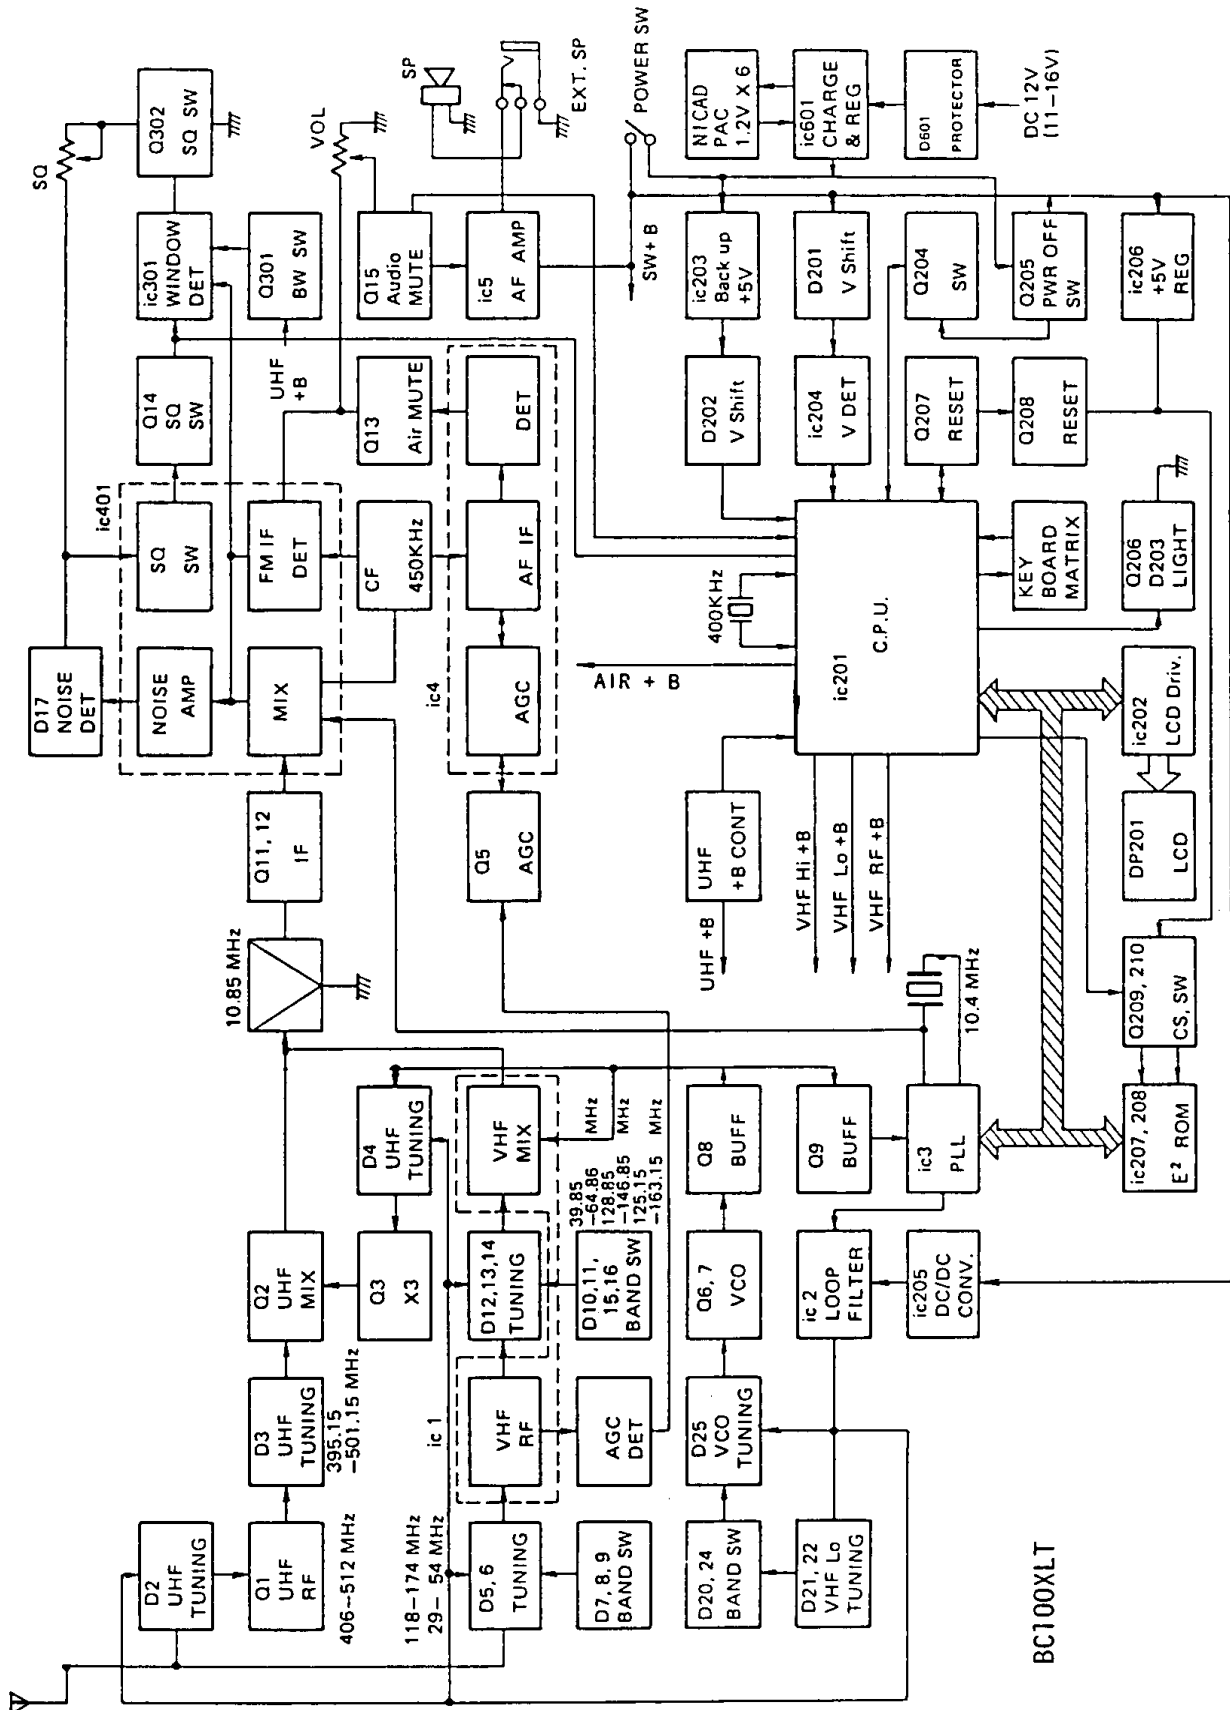 D2
UHF
TUNING
Q1
UHF
RF
406–512 MHz
D3
UHF
TUNING
395.15
–501.15 MHz
Q2
UHF
MIX
Q3
X3
D4
UHF
TUNING
10.85 MHz
Q11, 12
IF
D17
NOISE
DET
NOISE
AMP
MIX
ic401
SQ
SW
FM IF
DET
CF
450KHz
Q14
SQ
SW
UHF
+B
ic301
WINDOW
DET
Q301
BW SW
Q302
SQ SW
SQ
118–174 MHz
29– 54 MHz
D5, 6
TUNING
D7, 8, 9
BAND SW
ic 1
VHF
RF
AGC
DET
D12, 13, 14
TUNING
D10, 11,
15, 16
BAND SW
VHF
MIX
39.85
–64.86 MHz
128.85
–146.85 MHz
125.15
–163.15 MHz
Q5
AGC
ic4
AGC
AF IF
DET
Q13
Air MUTE
Q15
Audio
MUTE
VOL
ic5
AF AMP
SP
EXT. SP
D20, 24
BAND SW
D21, 22
VHF Lo
TUNING
D25
VCO
TUNING
Q6, 7
VCO
Q8
BUFF
Q9
BUFF
ic 2
LOOP
FILTER
ic205
DC/DC
CONV.
ic3
PLL
10.4 MHz
UHF +B
UHF
+B CONT
VHF Hi +B
VHF Lo +B
VHF RF +B
AIR + B
400KHz
ic201
C.P.U.
D202
V Shift
ic203
Back up
+5V
SW + B
POWER SW
NICAD
PAC
1.2V X 6
ic601
CHARGE
& REG
D601
PROTECTOR
DC 12V
(11–16V)
ic204
V DET
D201
V Shift
Q204
SW
Q205
PWR OFF
SW
ic206
+5V
REG
Q207
RESET
Q208
RESET
KEY
BOARD
MATRIX
Q206
D203
LIGHT
ic202
LCD Driv.
DP201
LCD
Q209, 210
CS, SW
ic207, 208
E² ROM
BC100XLT